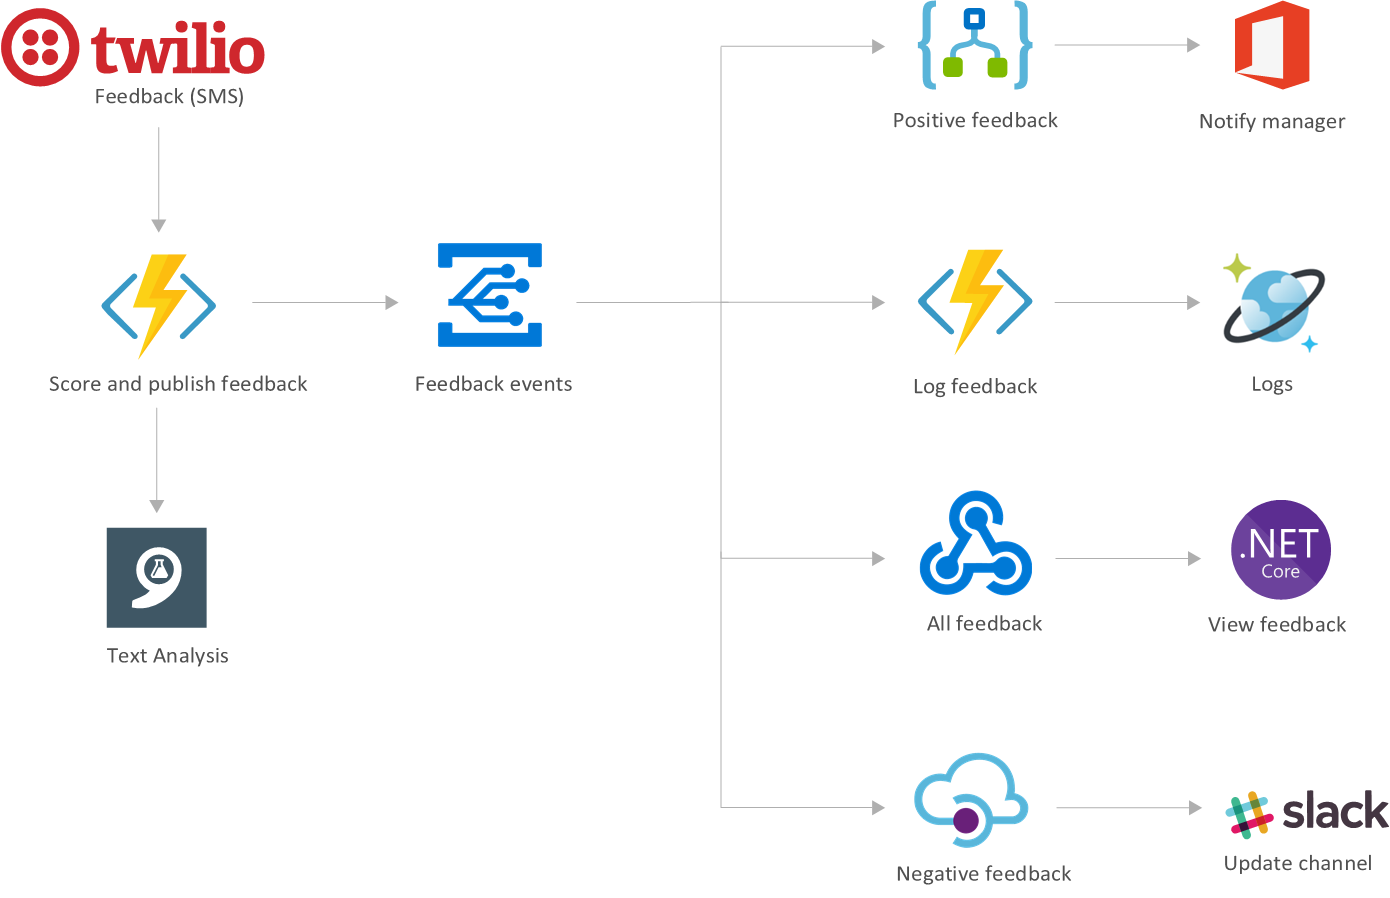 twilio
Feedback (SMS)
Positive feedback
Notify manager
Score and publish feedback
Feedback events
Log feedback
Logs
Text Analysis
All feedback
.NET
Core
View feedback
Negative feedback
slack
Update channel